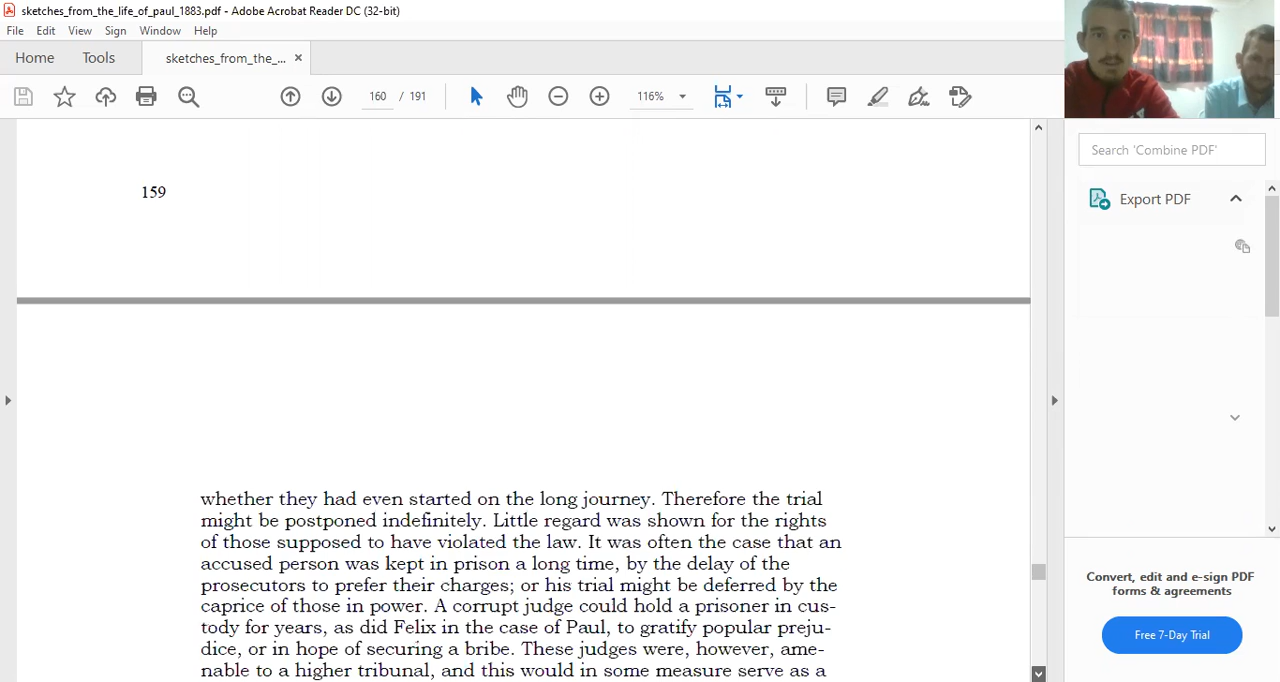 sketches_from_the_life_of_paul_1883.pdf - Adobe Acrobat Reader DC (32-bit)
File Edit View Sign Window Help
Home Tools sketches_from_the_... ×
160 / 191 116%
Search 'Combine PDF'
159
Export PDF
whether they had even started on the long journey. Therefore the trial
might be postponed indefinitely. Little regard was shown for the rights
of those supposed to have violated the law. It was often the case that an
accused person was kept in prison a long time, by the delay of the
prosecutors to prefer their charges; or his trial might be deferred by the
caprice of those in power. A corrupt judge could hold a prisoner in cus-
tody for years, as did Felix in the case of Paul, to gratify popular preju-
dice, or in hope of securing a bribe. These judges were, however, ame-
nable to a higher tribunal, and this would in some measure serve as a
Convert, edit and e-sign PDF
forms & agreements
Free 7-Day Trial